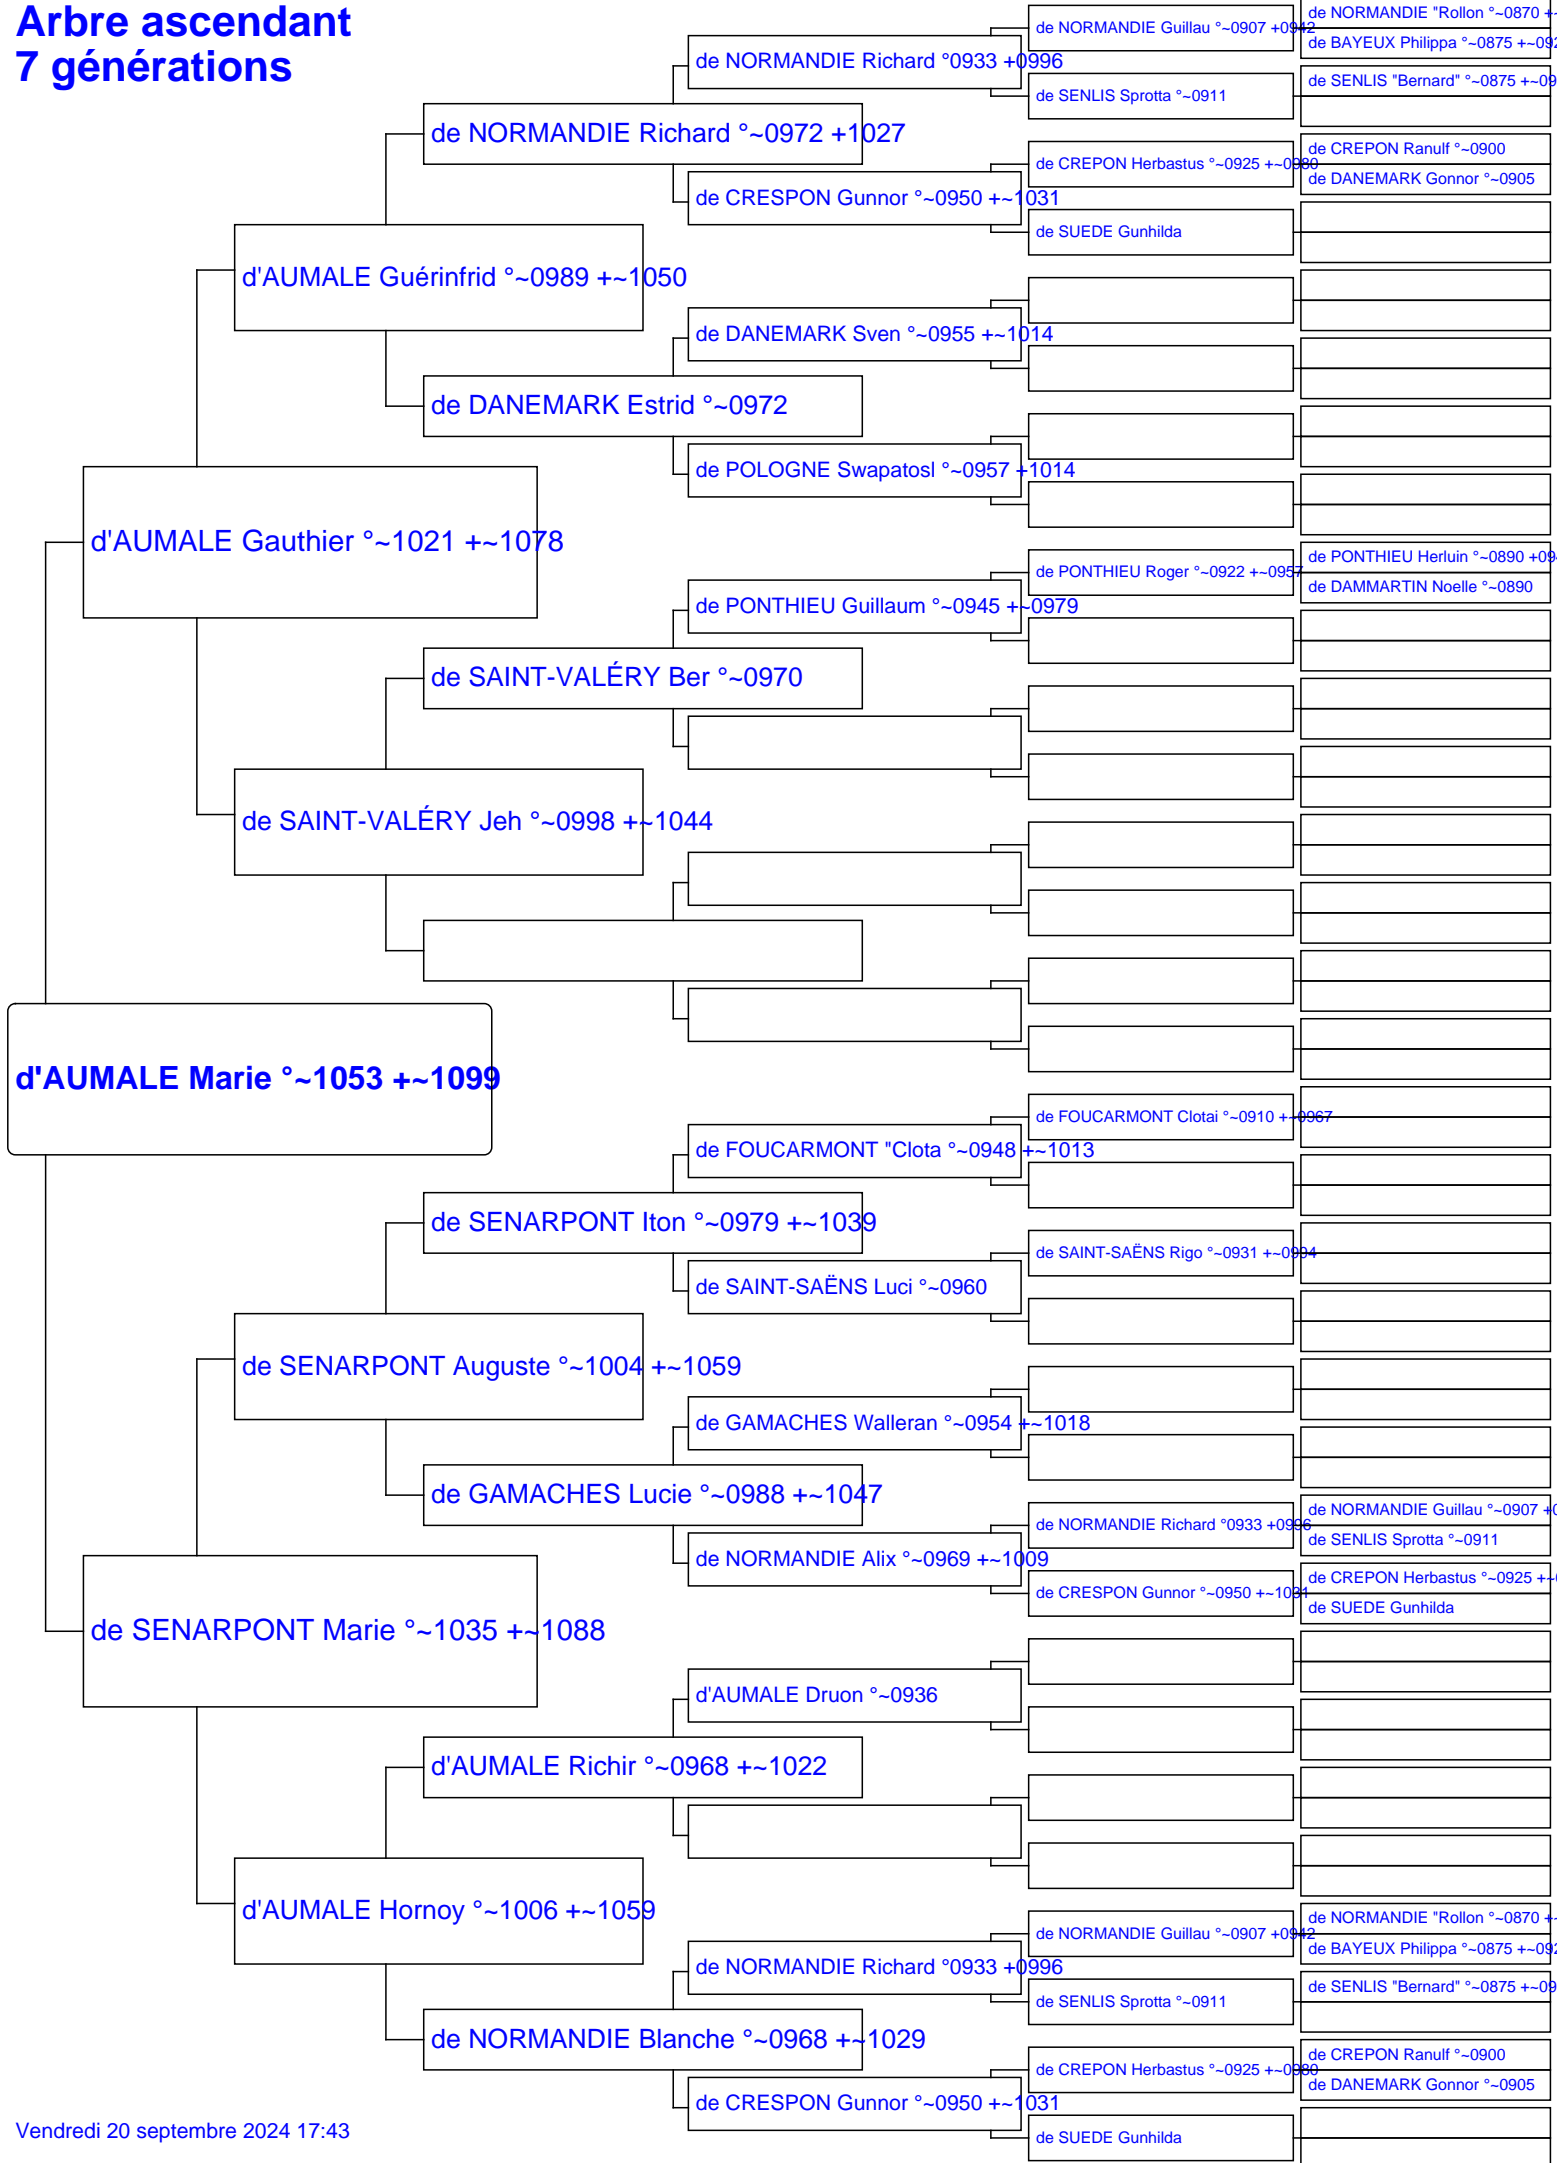 Arbre ascendant
7 générations
de NORMANDIE "Rollon °~0870 +~
de NORMANDIE Guillau °~0907 +0942
de BAYEUX Philippa °~0875 +~092
de NORMANDIE Richard °0933 +0996
de SENLIS "Bernard" °~0875 +~09
de SENLIS Sprotta °~0911
de NORMANDIE Richard °~0972 +1027
de CREPON Ranulf °~0900
de CREPON Herbastus °~0925 +~0980
de DANEMARK Gonnor °~0905
de CRESPON Gunnor °~0950 +~1031
de SUEDE Gunhilda
d'AUMALE Guérinfrid °~0989 +~1050
de DANEMARK Sven °~0955 +~1014
de DANEMARK Estrid °~0972
de POLOGNE Swapatosl °~0957 +1014
d'AUMALE Gauthier °~1021 +~1078
de PONTHIEU Herluin °~0890 +094
de PONTHIEU Roger °~0922 +~0957
de DAMMARTIN Noelle °~0890
de PONTHIEU Guillaum °~0945 +~0979
de SAINT-VALÉRY Ber °~0970
de SAINT-VALÉRY Jeh °~0998 +~1044
d'AUMALE Marie °~1053 +~1099
de FOUCARMONT Clotai °~0910 +~0967
de FOUCARMONT "Clota °~0948 +~1013
de SENARPONT Iton °~0979 +~1039
de SAINT-SAËNS Rigo °~0931 +~0994
de SAINT-SAËNS Luci °~0960
de SENARPONT Auguste °~1004 +~1059
de GAMACHES Walleran °~0954 +~1018
de GAMACHES Lucie °~0988 +~1047
de NORMANDIE Guillau °~0907 +0
de NORMANDIE Richard °0933 +0996
de SENLIS Sprotta °~0911
de NORMANDIE Alix °~0969 +~1009
de CREPON Herbastus °~0925 +~0
de CRESPON Gunnor °~0950 +~1031
de SUEDE Gunhilda
de SENARPONT Marie °~1035 +~1088
d'AUMALE Druon °~0936
d'AUMALE Richir °~0968 +~1022
d'AUMALE Hornoy °~1006 +~1059
de NORMANDIE "Rollon °~0870 +~
de NORMANDIE Guillau °~0907 +0942
de BAYEUX Philippa °~0875 +~092
de NORMANDIE Richard °0933 +0996
de SENLIS "Bernard" °~0875 +~09
de SENLIS Sprotta °~0911
de NORMANDIE Blanche °~0968 +~1029
de CREPON Ranulf °~0900
de CREPON Herbastus °~0925 +~0980
de DANEMARK Gonnor °~0905
de CRESPON Gunnor °~0950 +~1031
de SUEDE Gunhilda
Vendredi 20 septembre 2024 17:43